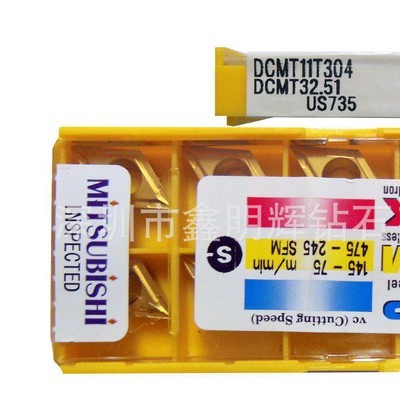 DCMT11T304
DCMT32.51
US735
MITSUBISHI
INSPECTED
圳市鑫明辉钻石
S
145 - 75 m/min
475 - 245 SFM
vc (Cutting Speed)